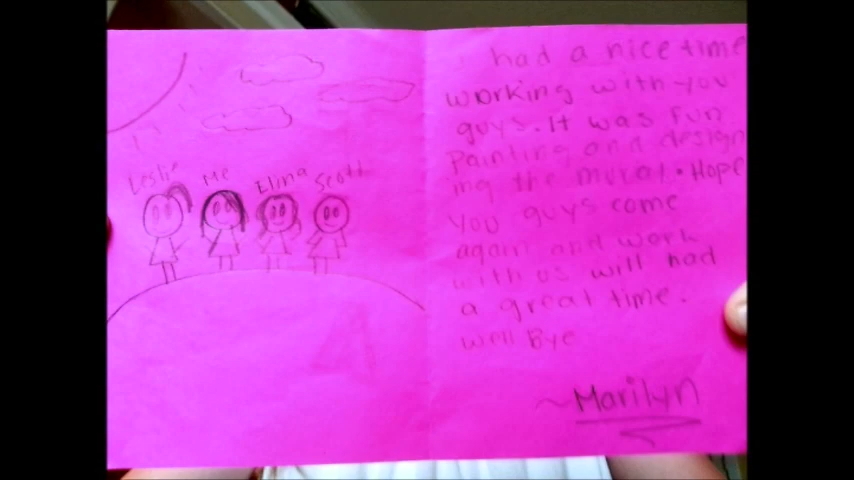 Leslie Me Elina Scott
had a nice time
working with you
guys. It was fun
painting and design
ing the mural. Hope
you guys come
again and work
with us will had
a great time.
well Bye
~Marilyn